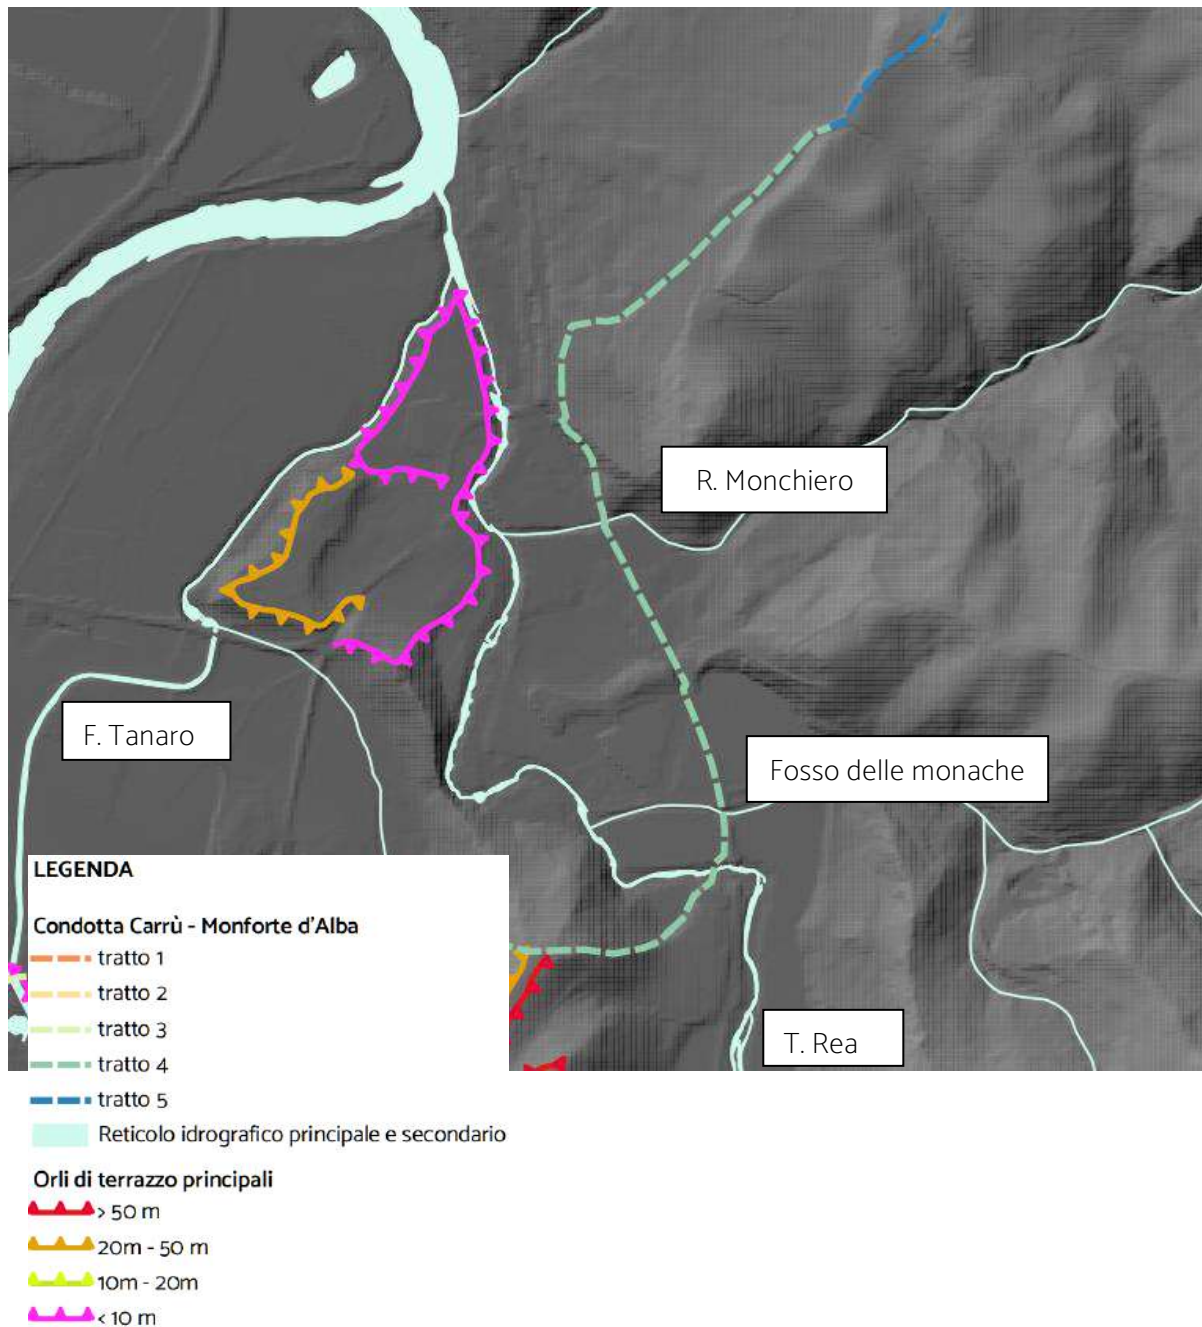 R. Monchiero
F. Tanaro
Fosso delle monache
T. Rea
LEGENDA
Condotta Carrù - Monforte d'Alba
tratto 1
tratto 2
tratto 3
tratto 4
tratto 5
Reticolo idrografico principale e secondario
Orli di terrazzo principali
> 50 m
20m - 50 m
10m - 20m
< 10 m